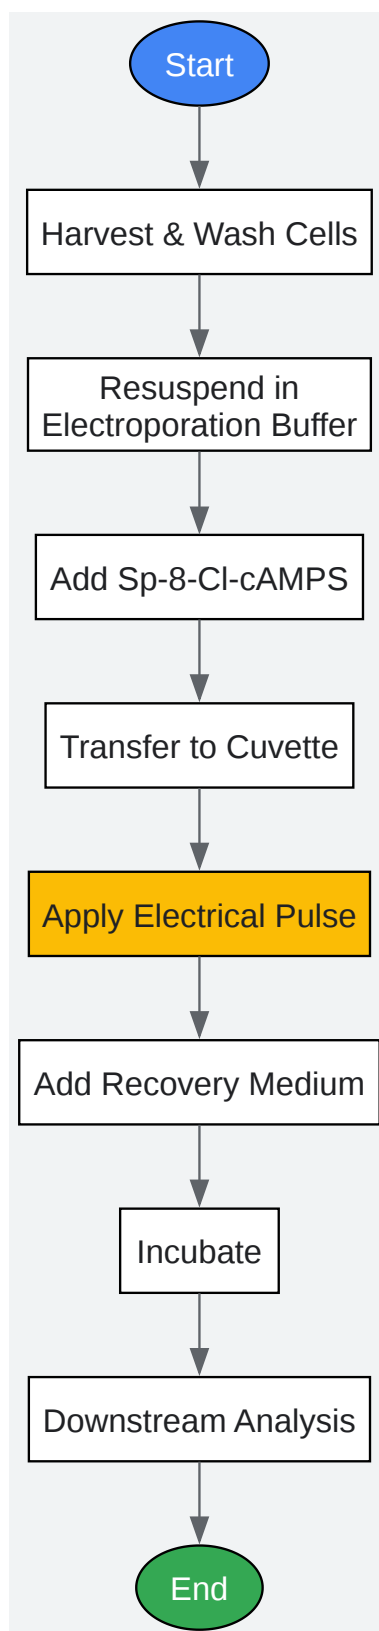 Start
Harvest & Wash Cells
Resuspend in
Electroporation Buffer
Add Sp-8-Cl-cAMPS
Transfer to Cuvette
Apply Electrical Pulse
Add Recovery Medium
Incubate
Downstream Analysis
End